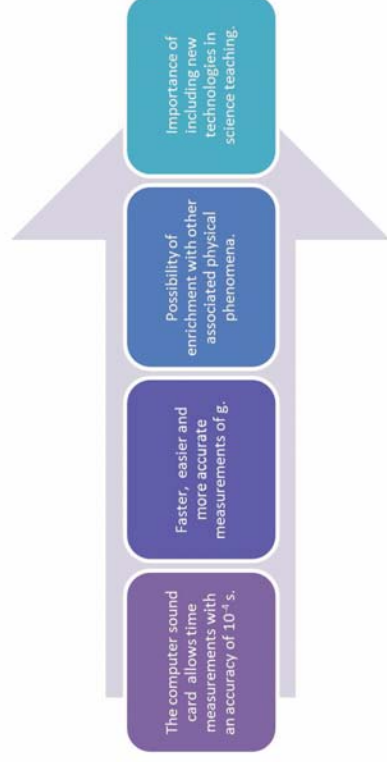 The computer sound
card allows time
measurements with
an accuracy of 10⁻⁴ s.
Faster, easier and
more accurate
measurements of g.
Possibility of
enrichment with other
associated physical
phenomena.
Importance of
including new
technologies in
science teaching.